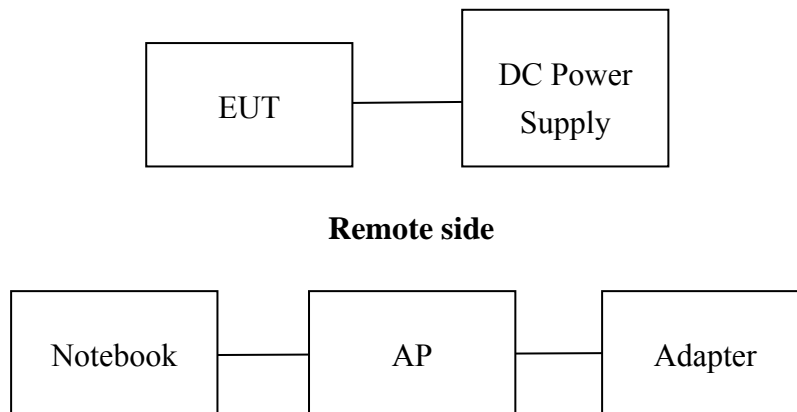 EUT
DC Power
Supply
Remote side
Notebook
AP
Adapter